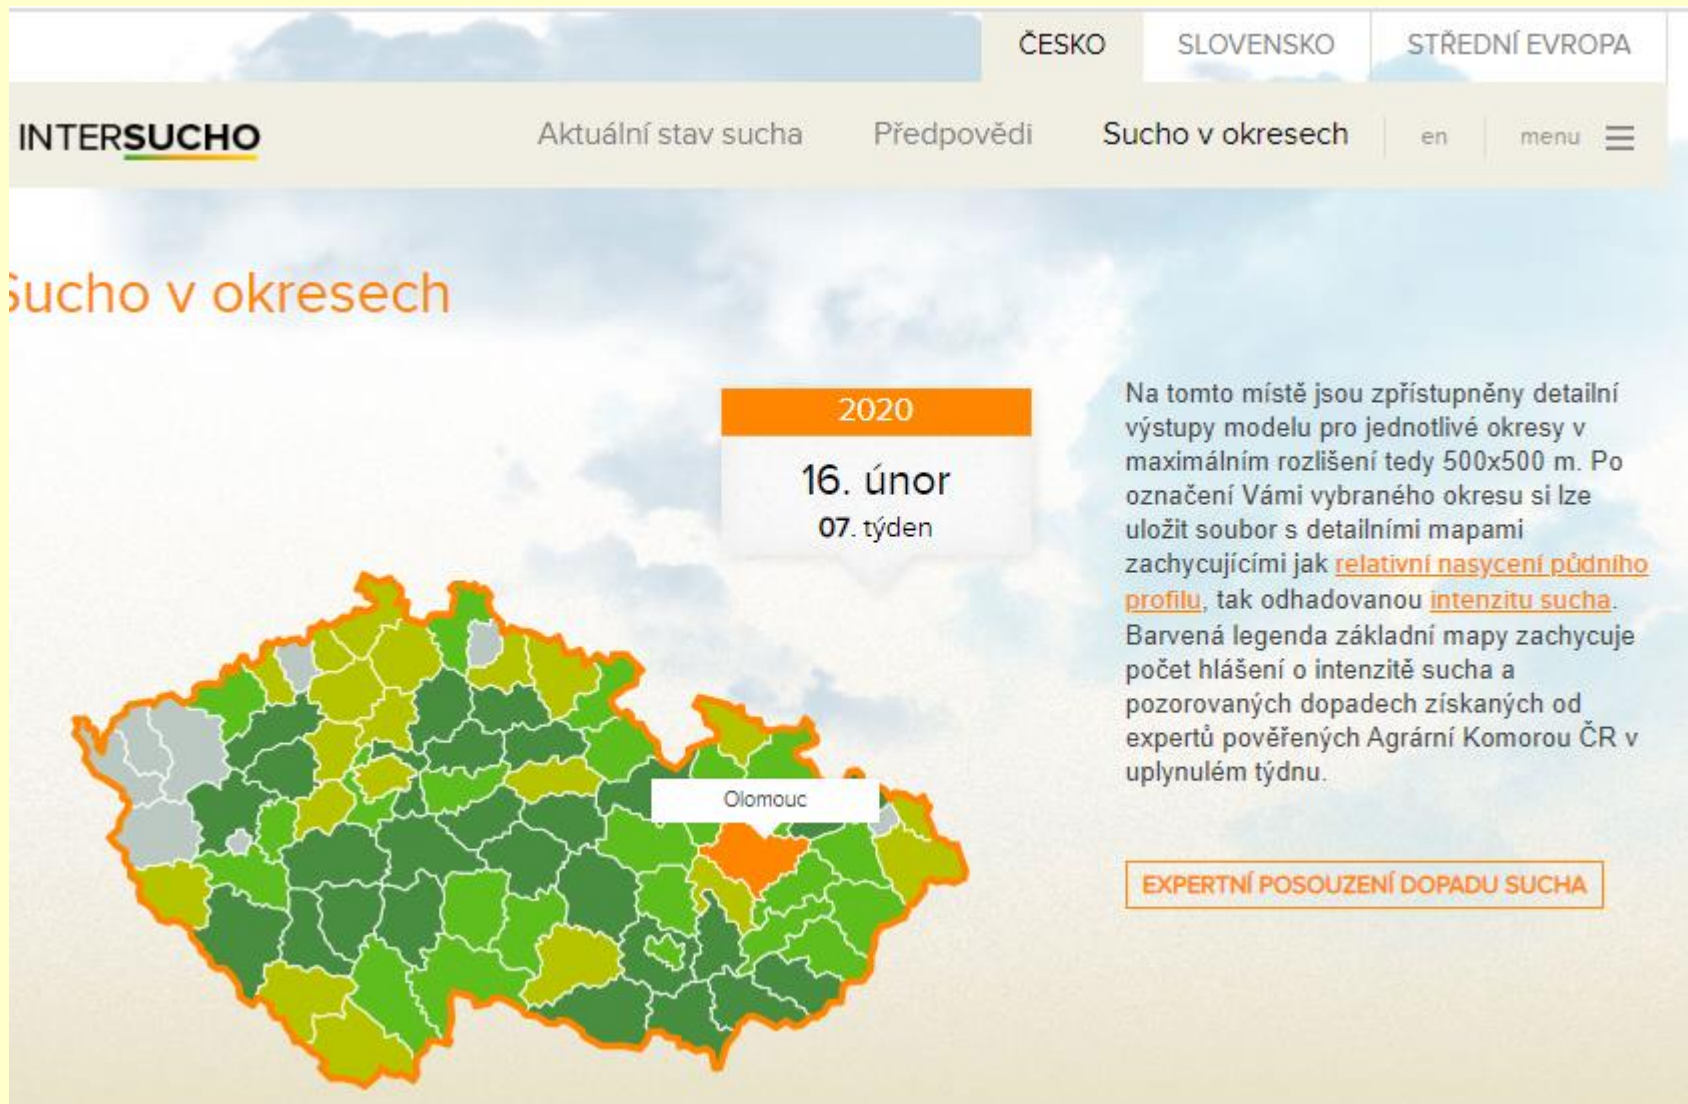 ČESKO SLOVENSKO STŘEDNÍ EVROPA
INTERSUCHO Aktuální stav sucha Předpovědi Sucho v okresech en menu
Sucho v okresech
2020
16. únor
07. týden
Na tomto místě jsou zpřístupněny detailní
výstupy modelu pro jednotlivé okresy v
maximálním rozlišení tedy 500x500 m. Po
označení Vámi vybraného okresu si lze
uložit soubor s detailními mapami
zachycujícími jak relativní nasycení půdního
profilu, tak odhadovanou intenzitu sucha.
Barvená legenda základní mapy zachycuje
počet hlášení o intenzitě sucha a
pozorovaných dopadech získaných od
expertů pověřených Agrární Komorou ČR v
uplynulém týdnu.
Olomouc
EXPERTNÍ POSOUZENÍ DOPADU SUCHA